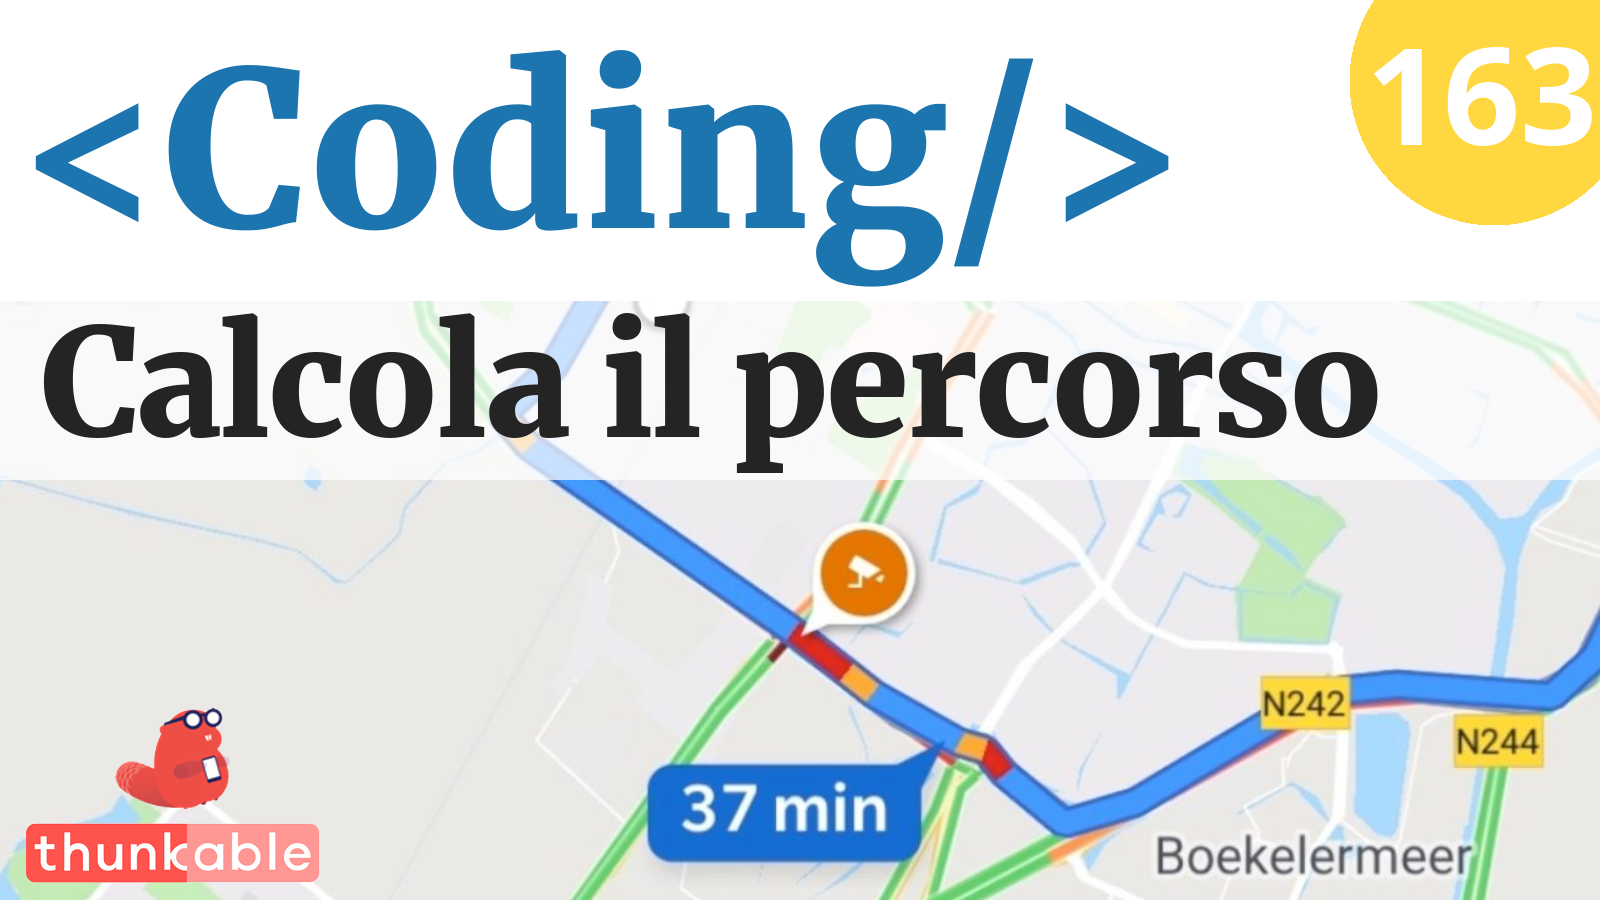 <Coding/>
163
Calcola il percorso
N242
N244
37 min
Boekelermeer
thunkable